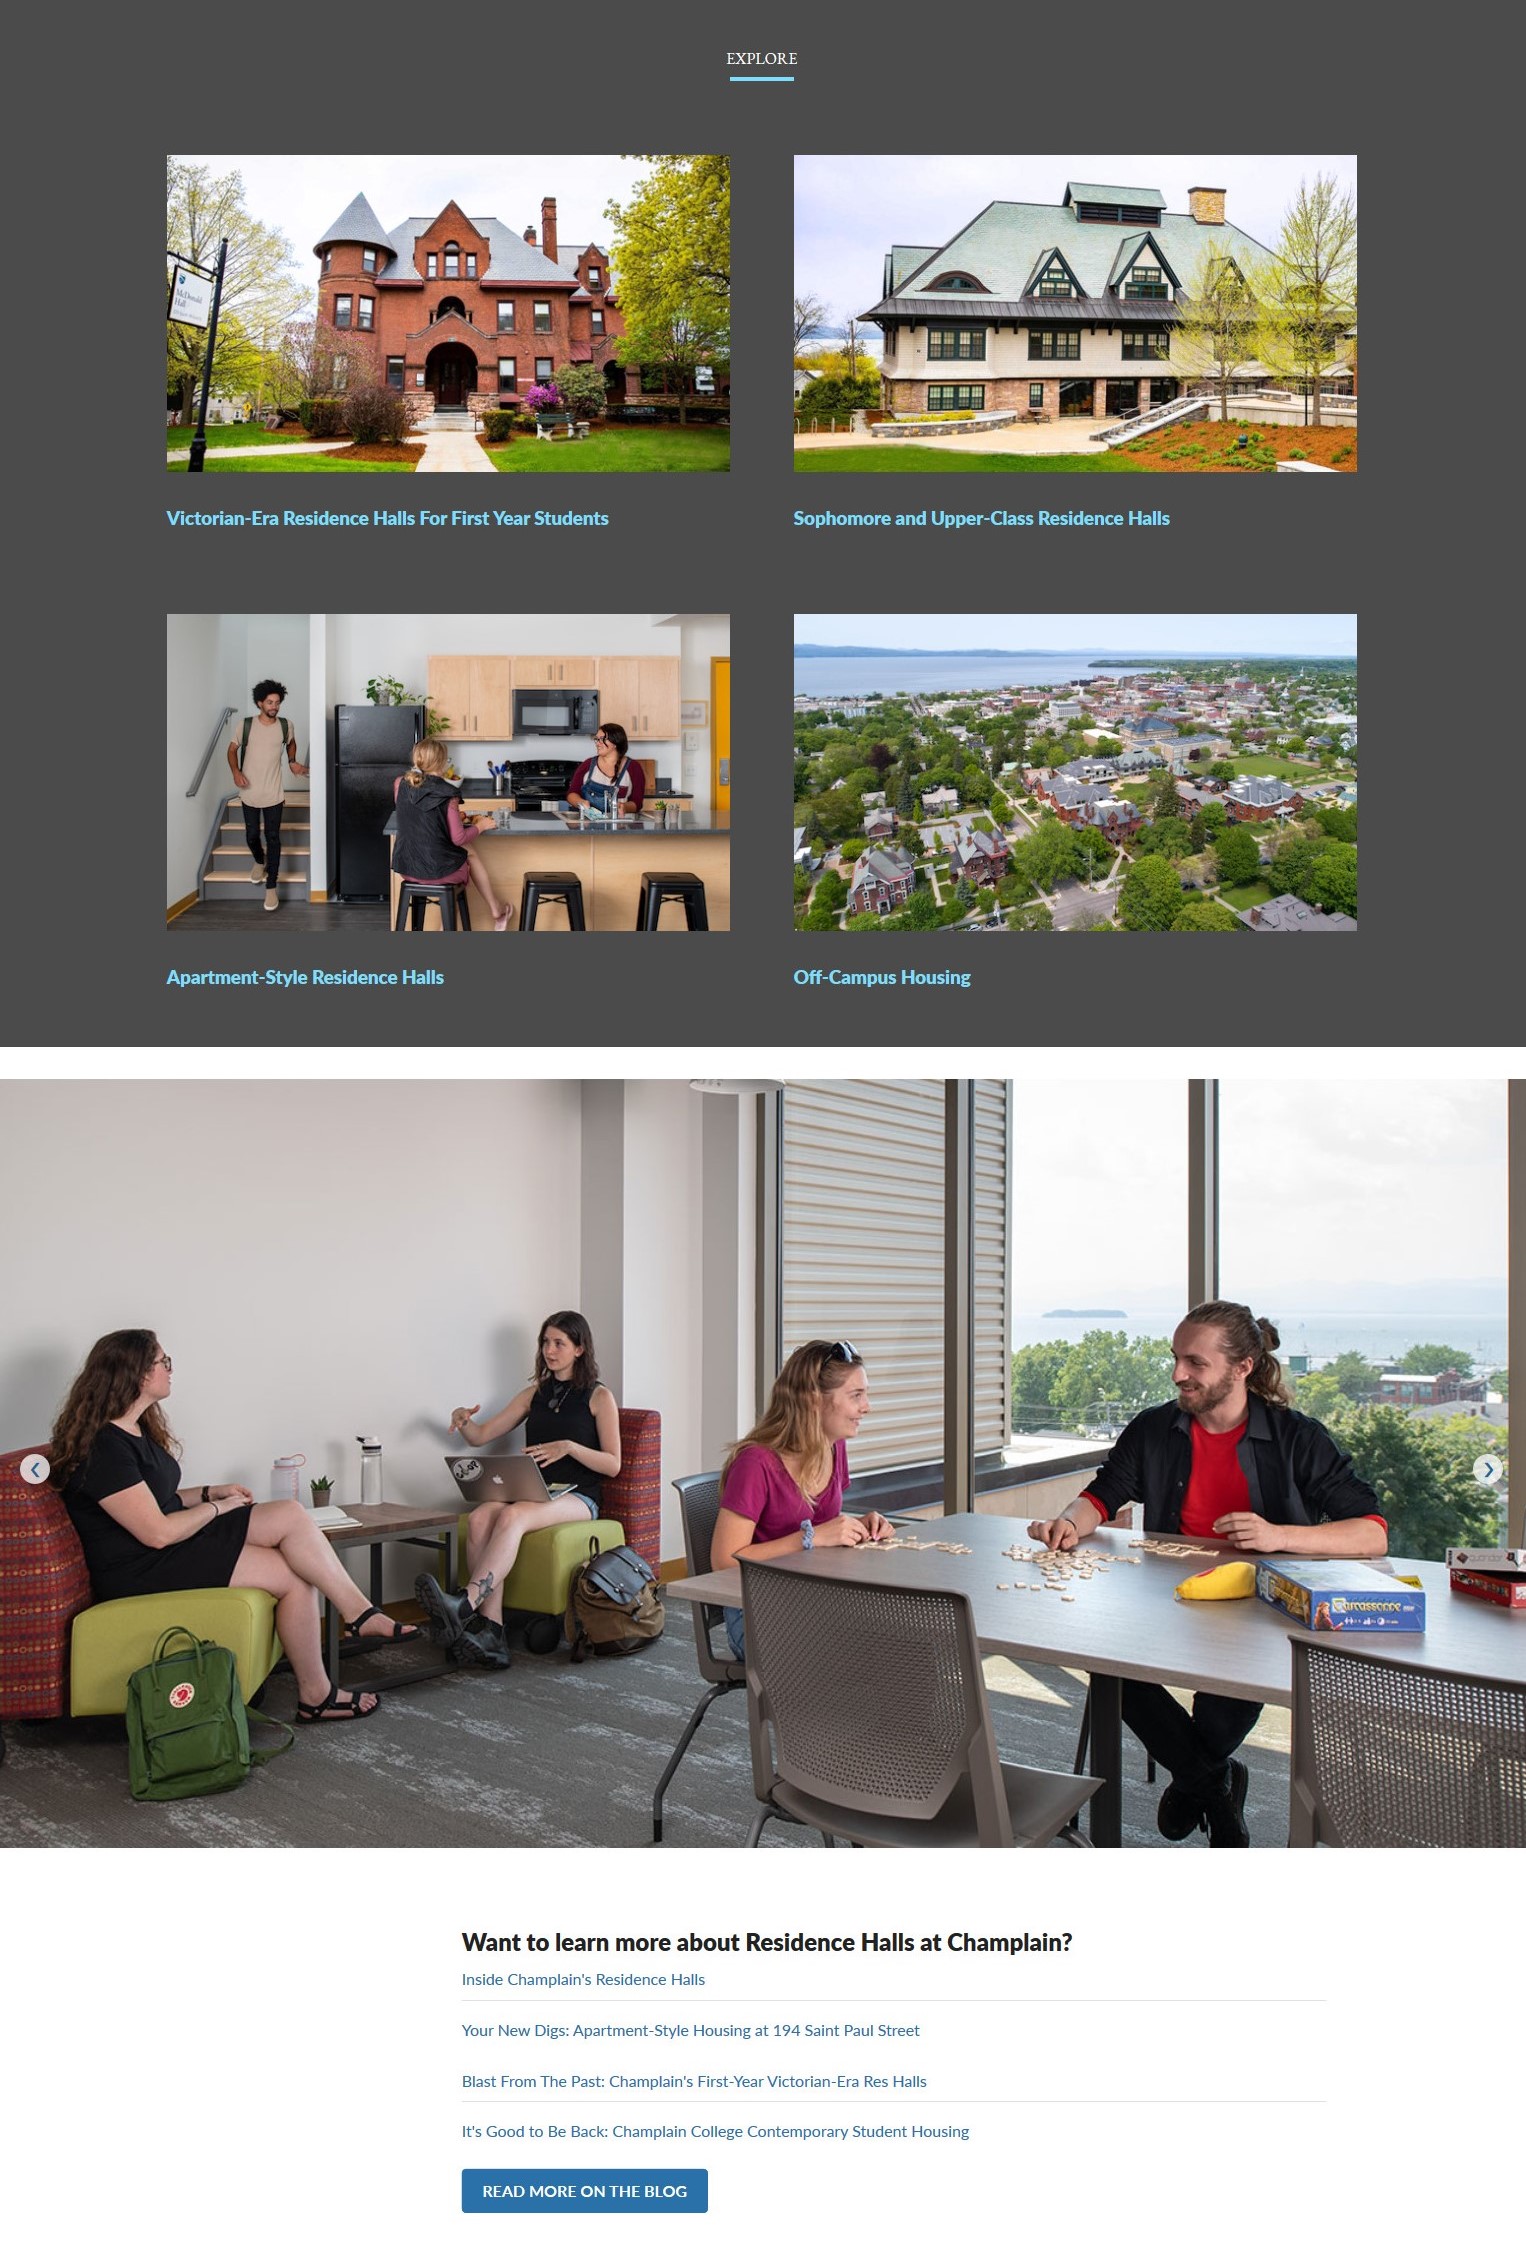 EXPLORE
McDonald
Hall
Victorian-Era Residence Halls For First Year Students
Sophomore and Upper-Class Residence Halls
Apartment-Style Residence Halls
Off-Campus Housing
Carcassonne
Want to learn more about Residence Halls at Champlain?
Inside Champlain's Residence Halls
Your New Digs: Apartment-Style Housing at 194 Saint Paul Street
Blast From The Past: Champlain's First-Year Victorian-Era Res Halls
It's Good to Be Back: Champlain College Contemporary Student Housing
READ MORE ON THE BLOG